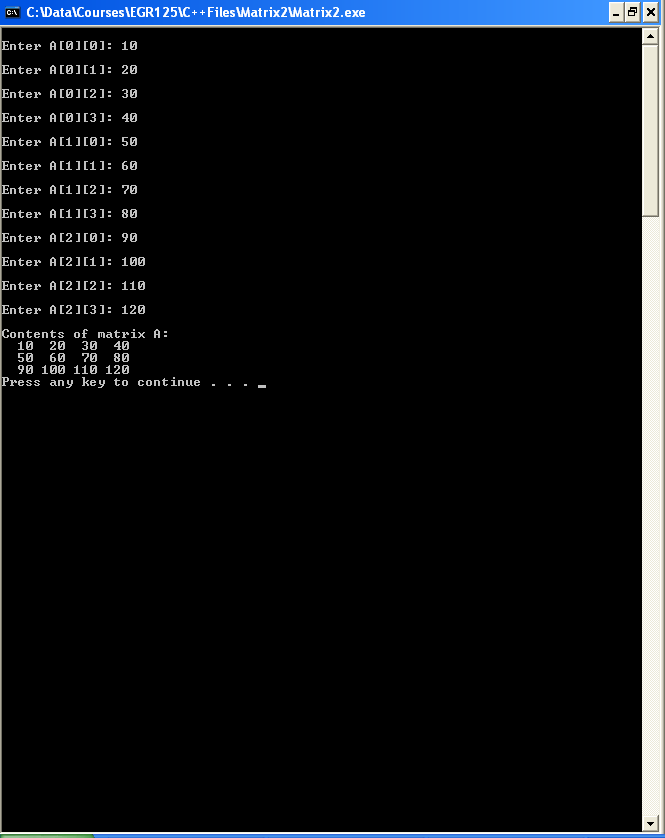 C:\Data\Courses\EGR125\C++Files\Matrix2\Matrix2.exe
Enter A[0][0]: 10
Enter A[0][1]: 20
Enter A[0][2]: 30
Enter A[0][3]: 40
Enter A[1][0]: 50
Enter A[1][1]: 60
Enter A[1][2]: 70
Enter A[1][3]: 80
Enter A[2][0]: 90
Enter A[2][1]: 100
Enter A[2][2]: 110
Enter A[2][3]: 120
Contents of matrix A:
  10  20  30  40
  50  60  70  80
  90 100 110 120
Press any key to continue . . . _